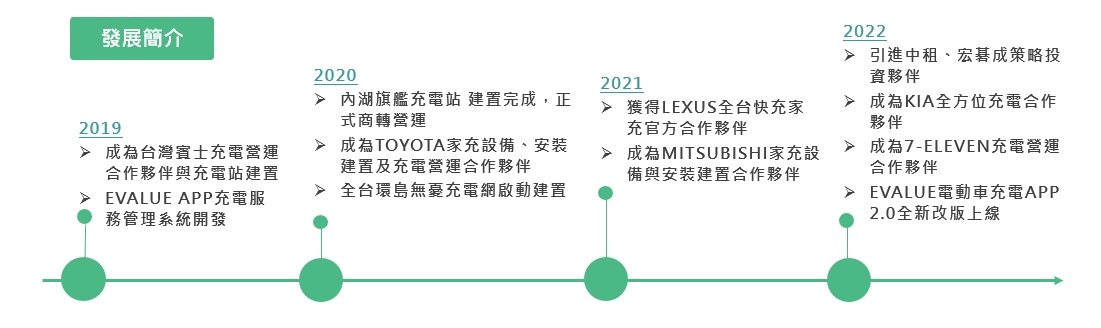 發展簡介
2019
➢ 成為台灣賓士充電營運
合作夥伴與充電站建置
➢ EVALUE APP充電服
務管理系統開發
2020
➢ 內湖旗艦充電站 建置完成，正
式商轉營運
➢ 成為TOYOTA家充設備、安裝
建置及充電營運合作夥伴
➢ 全台環島無憂充電網啟動建置
2021
➢ 獲得LEXUS全台快充家
充官方合作夥伴
➢ 成為MITSUBISHI家充設
備與安裝建置合作夥伴
2022
➢ 引進中租、宏碁成策略投
資夥伴
➢ 成為KIA全方位充電合作
夥伴
➢ 成為7-ELEVEN充電營運
合作夥伴
➢ EVALUE電動車充電APP
2.0全新改版上線